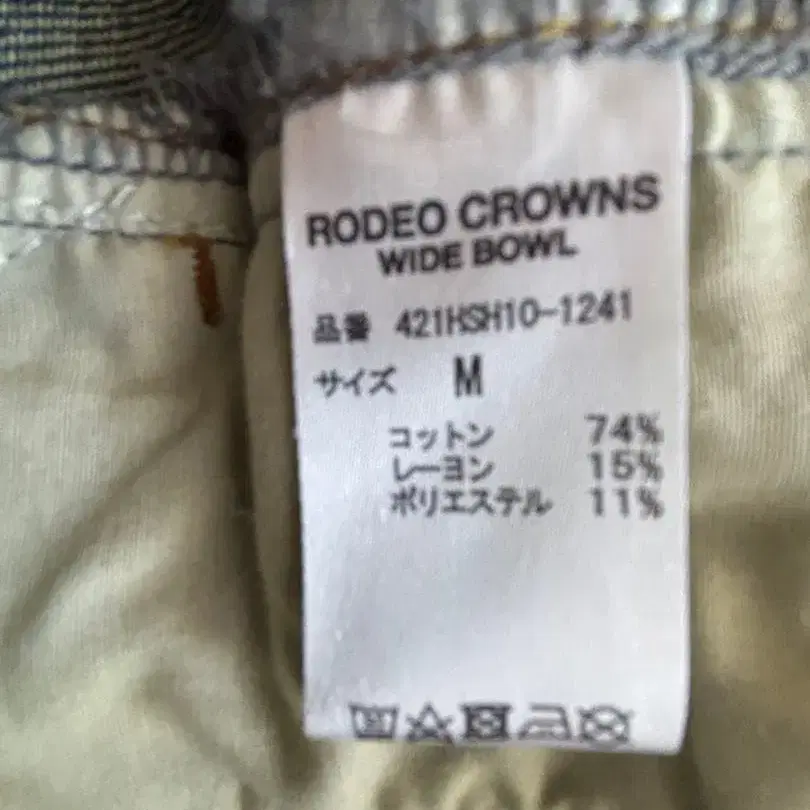 RODEO CROWNS
WIDE BOWL
品番 421HSH10-1241
サイズ M
コットン 74%
レーヨン 15%
ポリエステル 11%